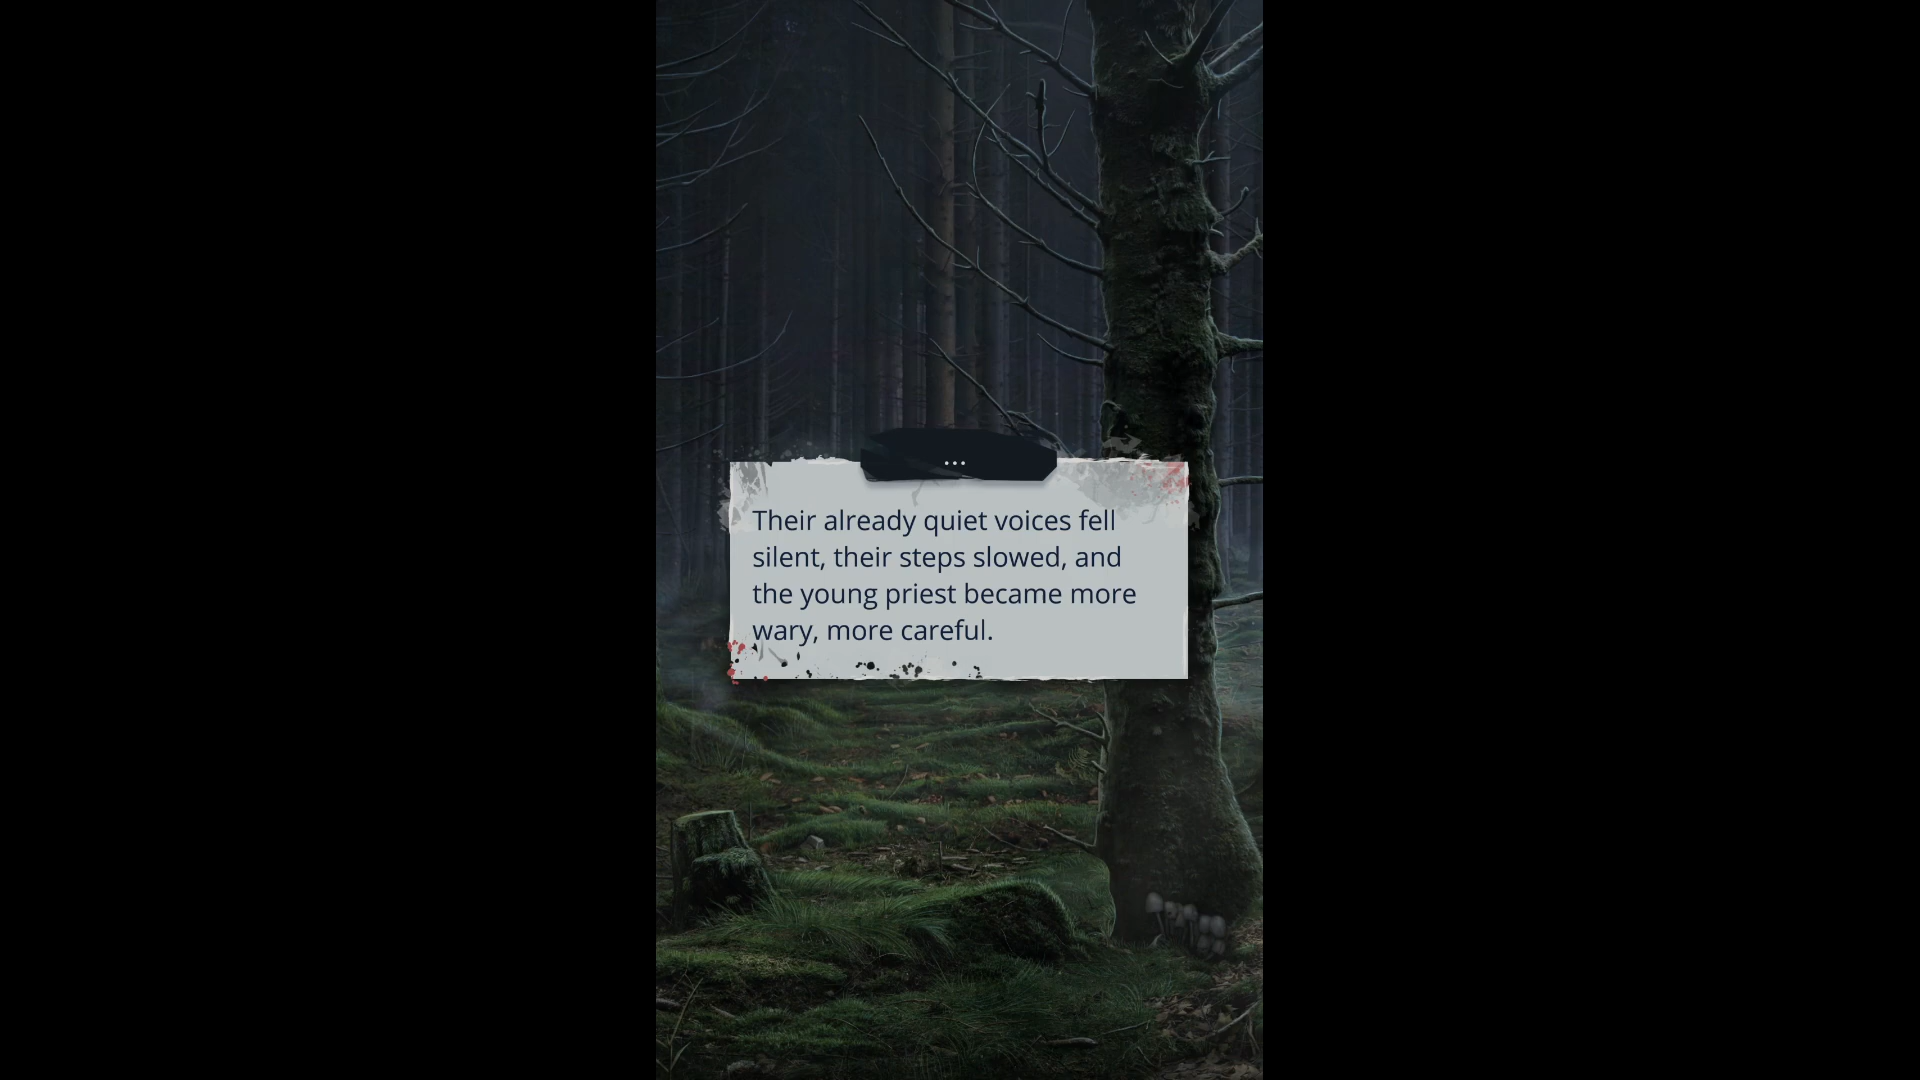 ...
Their already quiet voices fell
silent, their steps slowed, and
the young priest became more
wary, more careful.